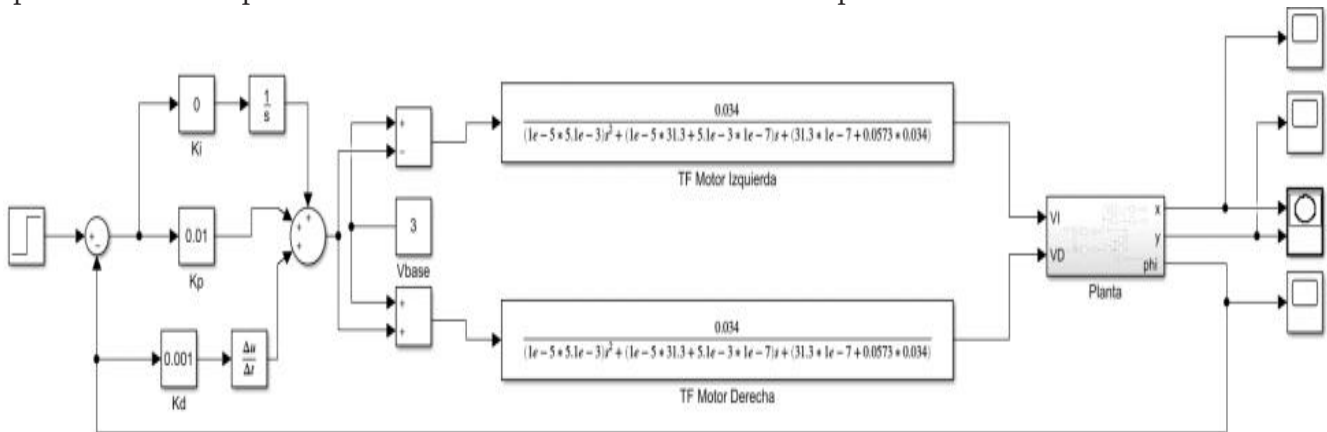 0
1
s
Ki
0.01
Kp
0.001
Δu
Δt
Kd
3
Vbase
0.034
(1e − 5 * 5.1e − 3)s² + (1e − 5 * 31.3 + 5.1e − 3 * 1e − 7)s + (31.3 * 1e − 7 + 0.0573 * 0.034)
TF Motor Izquierda
0.034
(1e − 5 * 5.1e − 3)s² + (1e − 5 * 31.3 + 5.1e − 3 * 1e − 7)s + (31.3 * 1e − 7 + 0.0573 * 0.034)
TF Motor Derecha
VI
VD
x
y
phi
Planta